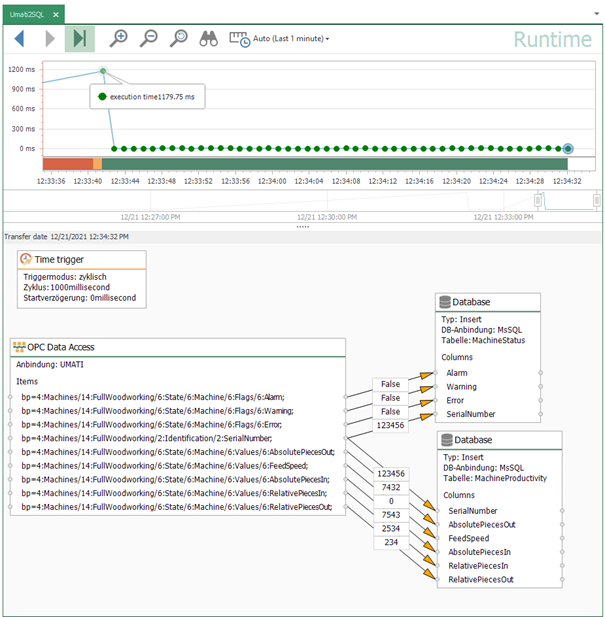 Umati2SQL
Auto (Last 1 minute)
Runtime
1200 ms
900 ms
600 ms
300 ms
0 ms
execution time1179.75 ms
12:33:36 12:33:40 12:33:44 12:33:48 12:33:52 12:33:56 12:34:00 12:34:04 12:34:08 12:34:12 12:34:16 12:34:20 12:34:24 12:34:28 12:34:32
12/21 12:27:00 PM 12/21 12:30:00 PM 12/21 12:33:00 PM
Transfer date 12/21/2021 12:34:32 PM
Time trigger
Triggermodus: zyklisch
Zyklus:1000millisecond
Startverzögerung: 0millisecond
OPC Data Access
Anbindung: UMATI
Items
bp=4:Machines/14:FullWoodworking/6:State/6:Machine/6:Flags/6:Alarm;
bp=4:Machines/14:FullWoodworking/6:State/6:Machine/6:Flags/6:Warning;
bp=4:Machines/14:FullWoodworking/6:State/6:Machine/6:Flags/6:Error;
bp=4:Machines/14:FullWoodworking/2:Identification/2:SerialNumber;
bp=4:Machines/14:FullWoodworking/6:State/6:Machine/6:Values/6:AbsolutePiecesOut;
bp=4:Machines/14:FullWoodworking/6:State/6:Machine/6:Values/6:FeedSpeed;
bp=4:Machines/14:FullWoodworking/6:State/6:Machine/6:Values/6:AbsolutePiecesIn;
bp=4:Machines/14:FullWoodworking/6:State/6:Machine/6:Values/6:RelativePiecesIn;
bp=4:Machines/14:FullWoodworking/6:State/6:Machine/6:Values/6:RelativePiecesOut;
False
False
False
123456
123456
7432
0
7543
2534
234
Database
Typ: Insert
DB-Anbindung: MsSQL
Tabelle: MachineStatus
Columns
Alarm
Warning
Error
SerialNumber
Database
Typ: Insert
DB-Anbindung: MsSQL
Tabelle: MachineProductivity
Columns
SerialNumber
AbsolutePiecesOut
FeedSpeed
AbsolutePiecesIn
RelativePiecesIn
RelativePiecesOut